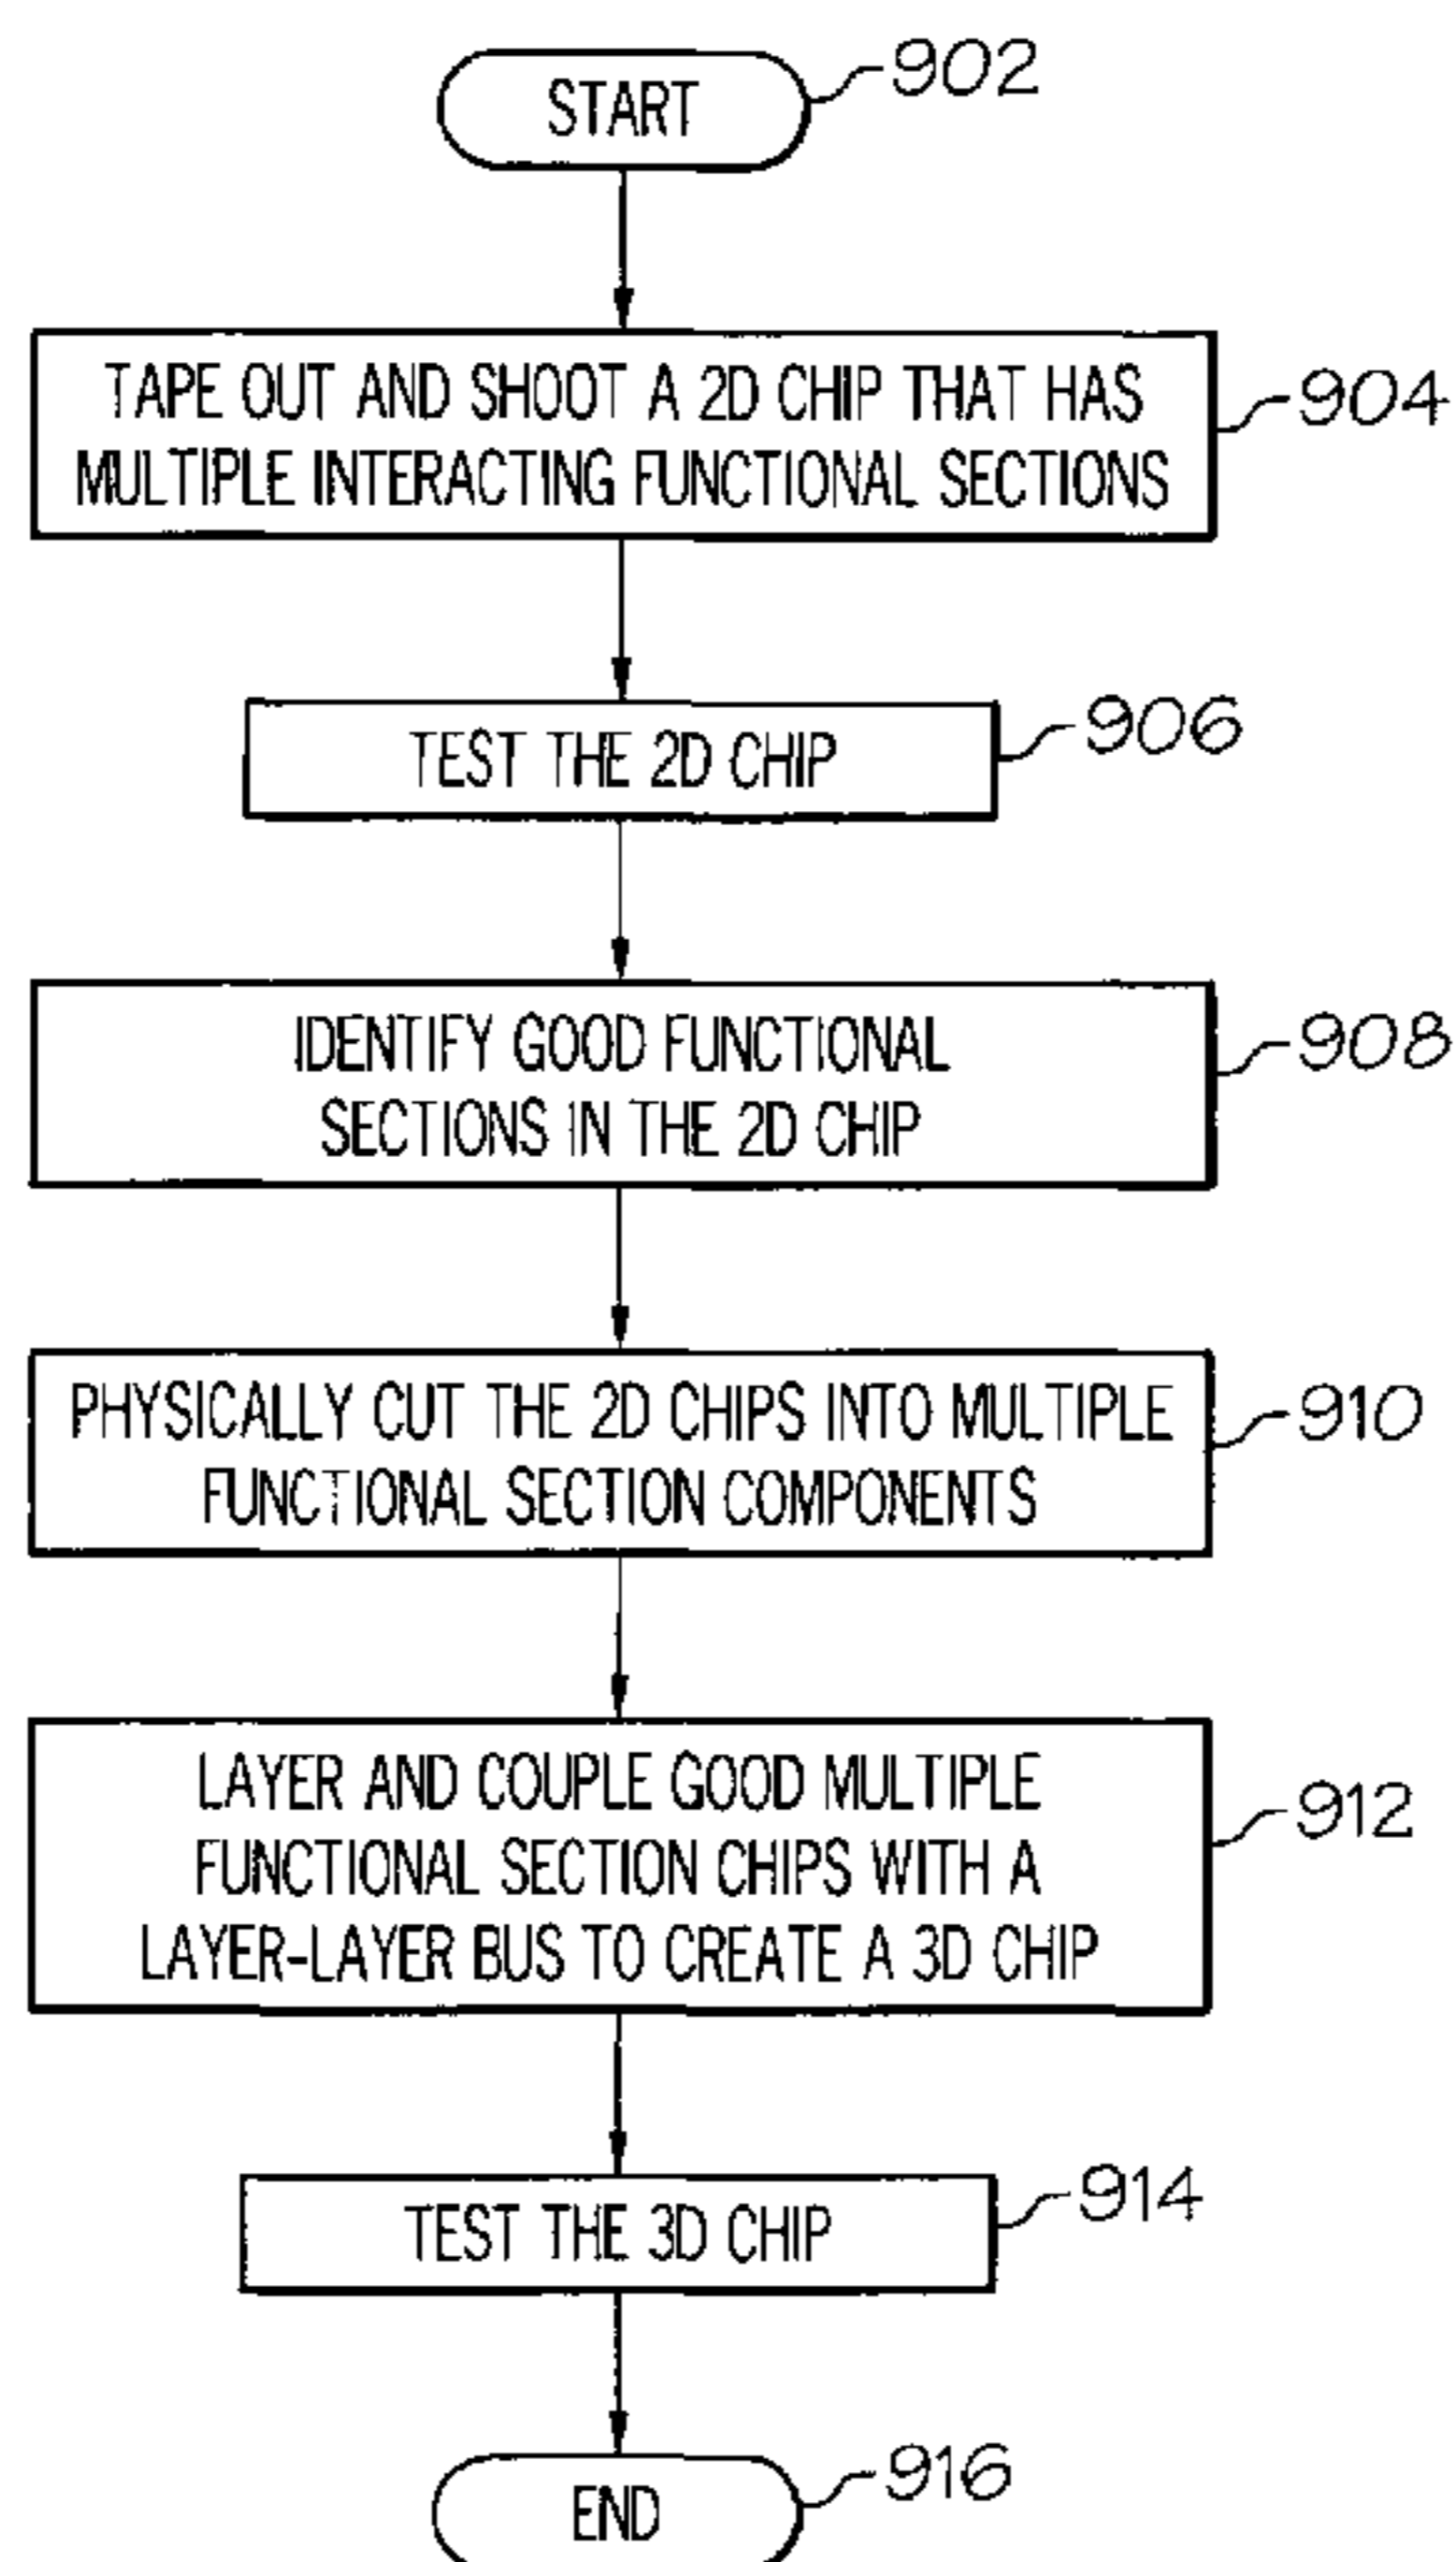 START
902
TAPE OUT AND SHOOT A 2D CHIP THAT HAS
MULTIPLE INTERACTING FUNCTIONAL SECTIONS
904
TEST THE 2D CHIP
906
IDENTIFY GOOD FUNCTIONAL
SECTIONS IN THE 2D CHIP
908
PHYSICALLY CUT THE 2D CHIPS INTO MULTIPLE
FUNCTIONAL SECTION COMPONENTS
910
LAYER AND COUPLE GOOD MULTIPLE
FUNCTIONAL SECTION CHIPS WITH A
LAYER-LAYER BUS TO CREATE A 3D CHIP
912
TEST THE 3D CHIP
914
END
916